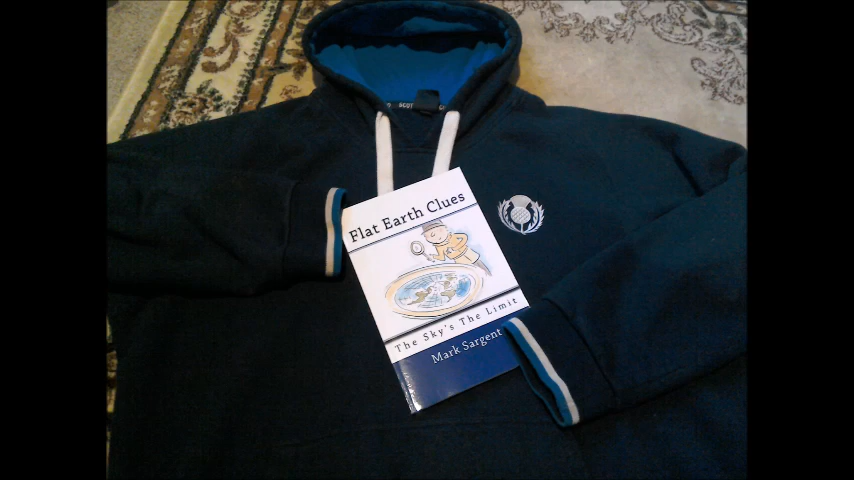 Flat Earth Clues
The Sky's The Limit
Mark Sargent